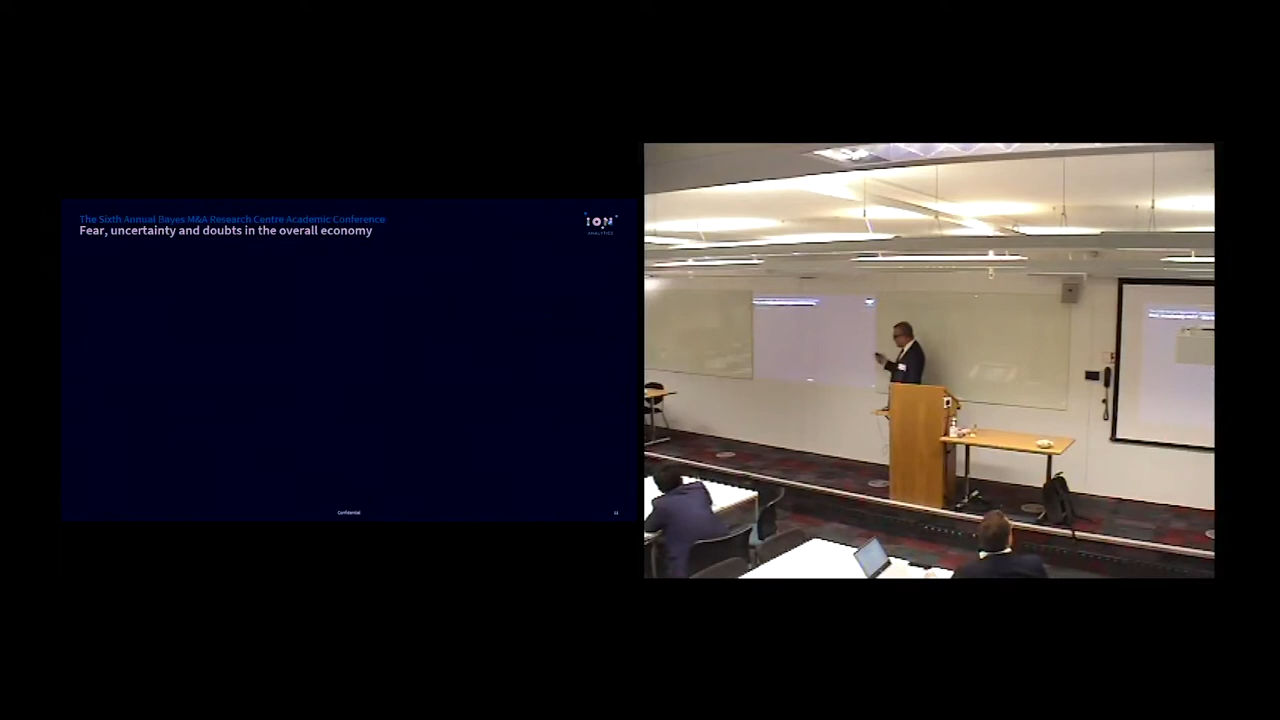 The Sixth Annual Bayes M&A Research Centre Academic Conference
Fear, uncertainty and doubts in the overall economy
ION
ANALYTICS
Confidential